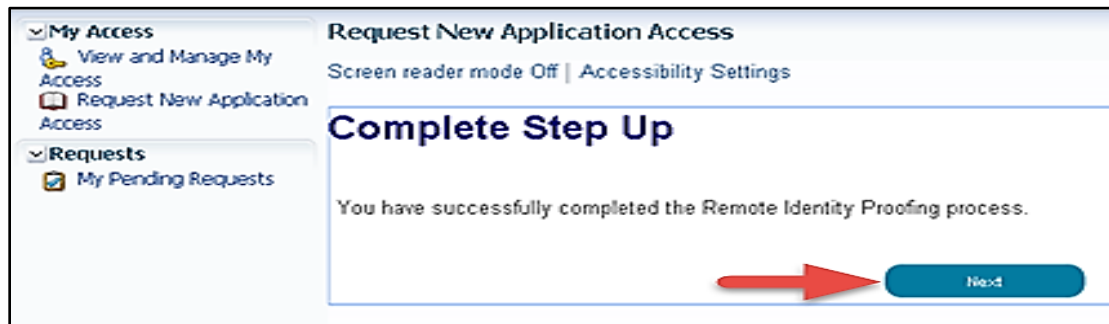 My Access
View and Manage My
Access
Request New Application
Access
Requests
My Pending Requests
Request New Application Access
Screen reader mode Off | Accessibility Settings
Complete Step Up
You have successfully completed the Remote Identity Proofing process.
Next